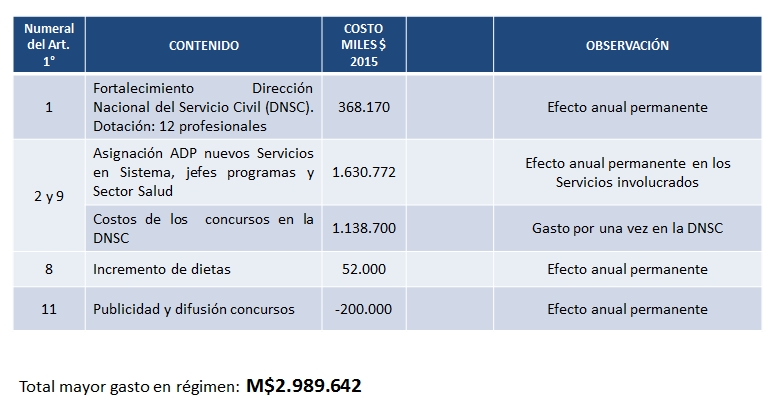 Numeral
del Art.
1°
CONTENIDO
COSTO
MILES $
2015
OBSERVACIÓN
1
Fortalecimiento Dirección
Nacional del Servicio Civil (DNSC).
Dotación: 12 profesionales
368.170
Efecto anual permanente
2 y 9
Asignación ADP nuevos Servicios
en Sistema, jefes programas y
Sector Salud
1.630.772
Efecto anual permanente en los
Servicios involucrados
Costos de los concursos en la
DNSC
1.138.700
Gasto por una vez en la DNSC
8
Incremento de dietas
52.000
Efecto anual permanente
11
Publicidad y difusión concursos
-200.000
Efecto anual permanente
Total mayor gasto en régimen: M$2.989.642